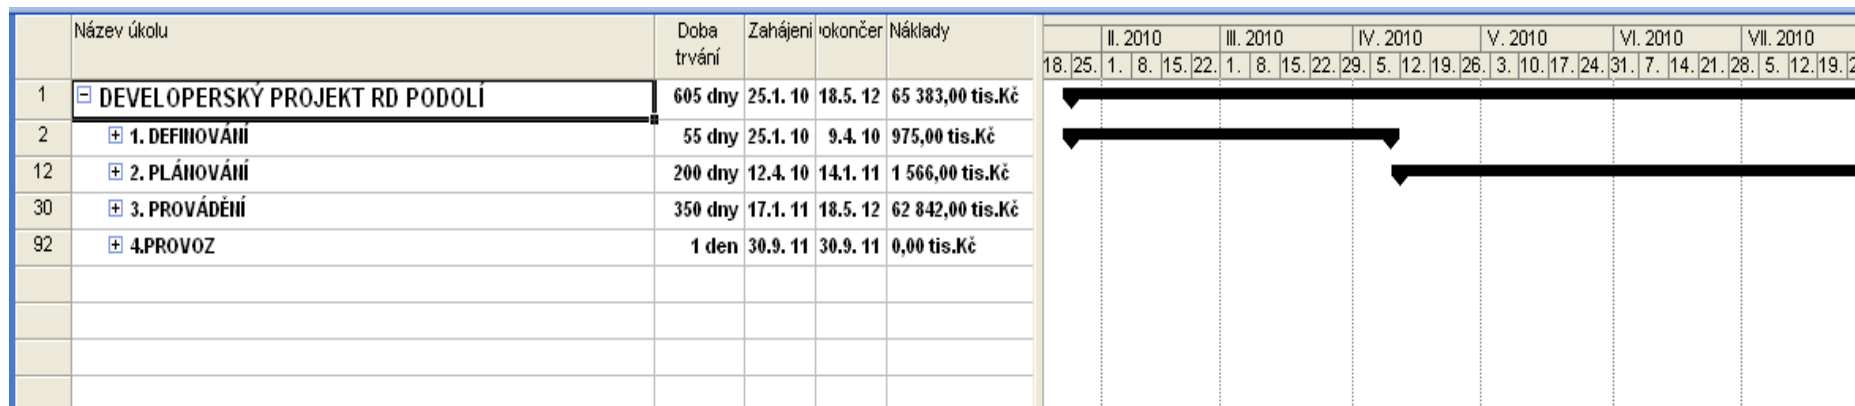 Název úkolu Doba trvání Zahájení okončer Náklady
II. 2010 III. 2010 IV. 2010 V. 2010 VI. 2010 VII. 2010
18. 25. 1. 8. 15. 22. 1. 8. 15. 22. 29. 5. 12. 19. 26. 3. 10. 17. 24. 31. 7. 14. 21. 28. 5. 12. 19. 2
1 DEVELOPERSKÝ PROJEKT RD PODOLÍ 605 dny 25.1. 10 18.5. 12 65 383,00 tis.Kč
2 1. DEFINOVÁNÍ 55 dny 25.1. 10 9.4. 10 975,00 tis.Kč
12 2. PLÁNOVÁNÍ 200 dny 12.4. 10 14.1. 11 1 566,00 tis.Kč
30 3. PROVÁDĚNÍ 350 dny 17.1. 11 18.5. 12 62 842,00 tis.Kč
92 4.PROVOZ 1 den 30.9. 11 30.9. 11 0,00 tis.Kč